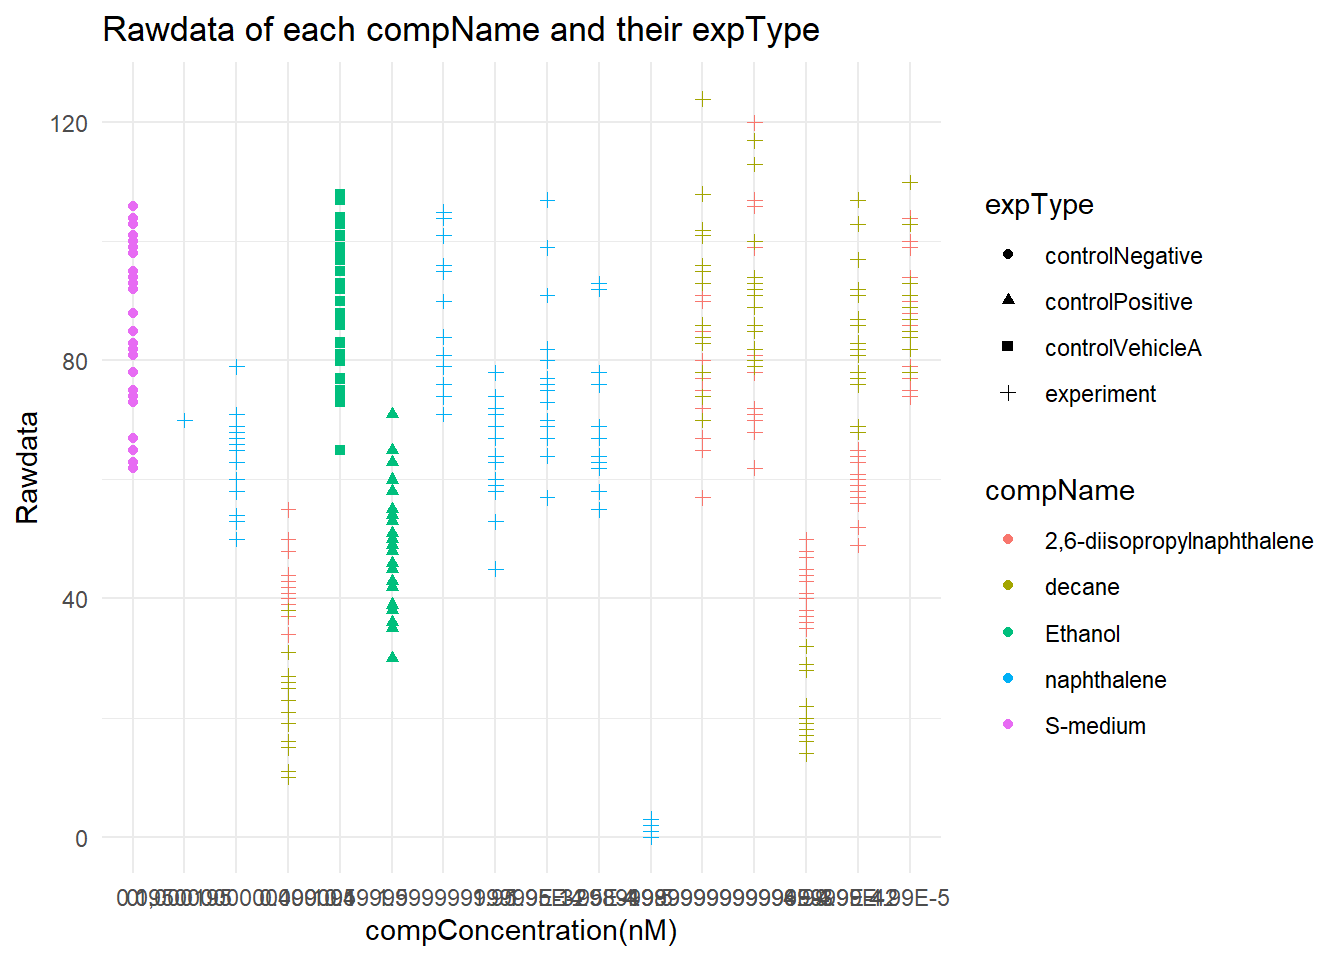 Rawdata of each compName and their expType
120
80
40
0
Rawdata
compConcentration(nM)
expType
controlNegative
controlPositive
controlVehicleA
experiment
compName
2,6-diisopropylnaphthalene
decane
Ethanol
naphthalene
S-medium